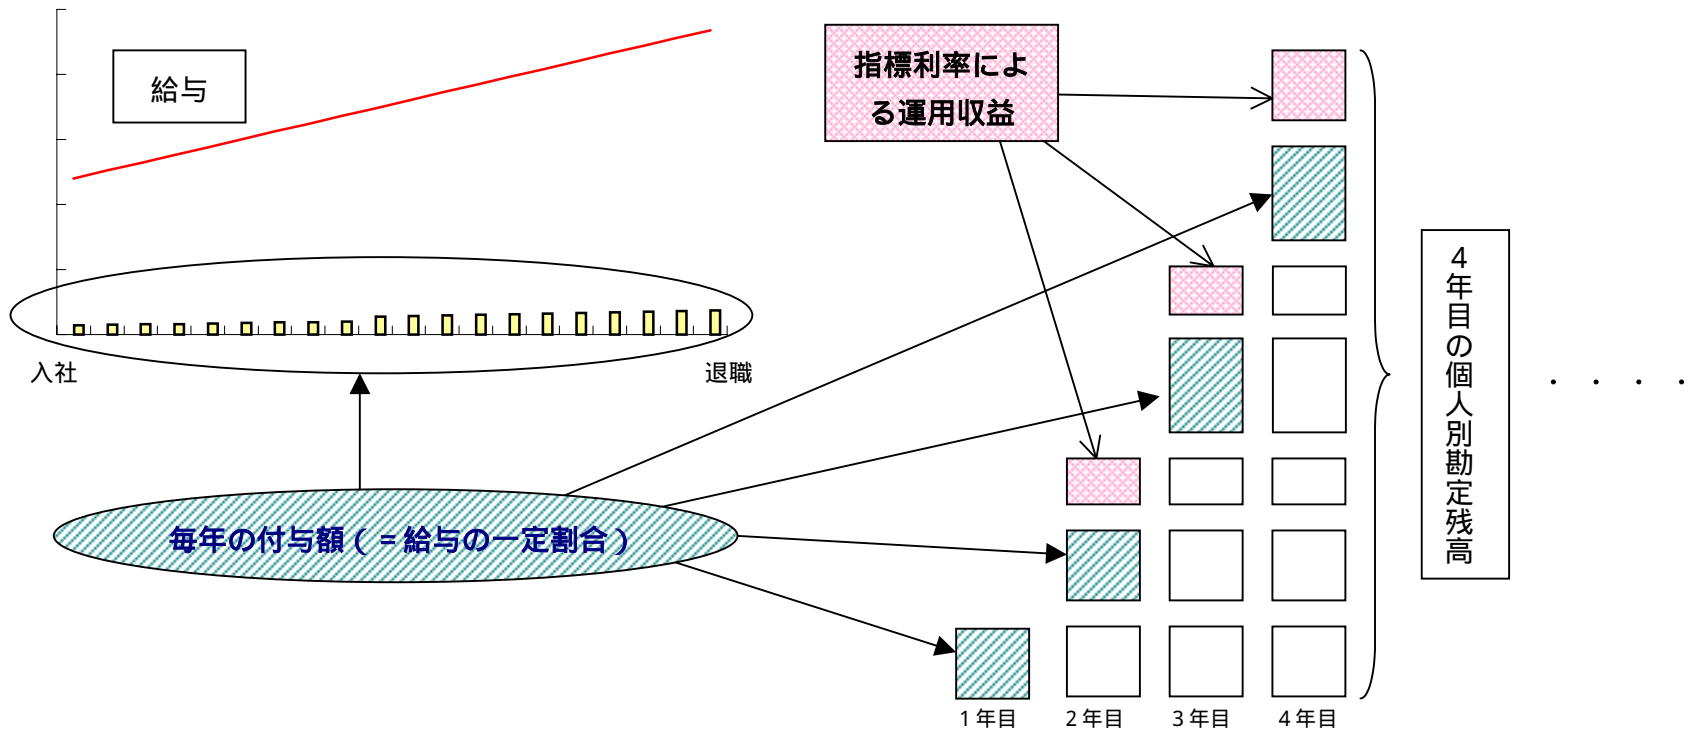 給与
指標利率によ
る運用収益
入社
退職
毎年の付与額（＝給与の一定割合）
４年目の個人別勘定残高
・・・・
1年目
2年目
3年目
4年目